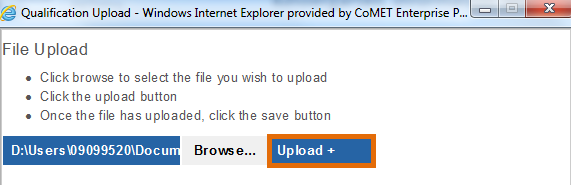 Qualification Upload - Windows Internet Explorer provided by CoMET Enterprise P...
File Upload
• Click browse to select the file you wish to upload
• Click the upload button
• Once the file has uploaded, click the save button
D:\Users\09099520\Docum Browse... Upload +